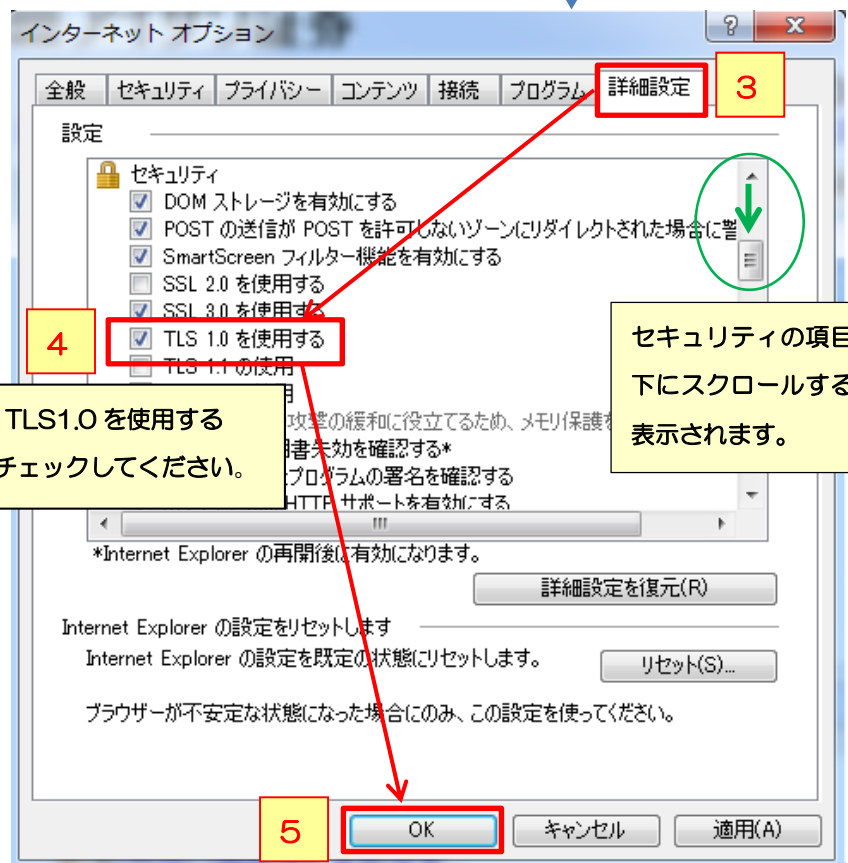 インターネット オプション
全般 セキュリティ プライバシー コンテンツ 接続 プログラム 詳細設定
3
設定
セキュリティ
DOM ストレージを有効にする
POST の送信が POST を許可しないゾーンにリダイレクトされた場合に警
SmartScreen フィルター機能を有効にする
SSL 2.0 を使用する
SSL 3.0 を使用する
4
TLS 1.0 を使用する
TLS 1.1 の使用
用
攻撃の緩和に役立てるため、メモリ保護を
書失効を確認する*
プログラムの署名を確認する
HTTP サポートを有効にする
セキュリティの項目
下にスクロールする
表示されます。
TLS1.0 を使用する
チェックしてください。
*Internet Explorer の再開後に有効になります。
詳細設定を復元(R)
Internet Explorer の設定をリセットします
Internet Explorer の設定を既定の状態にリセットします。
リセット(S)...
ブラウザーが不安定な状態になった場合にのみ、この設定を使ってください。
5
OK キャンセル 適用(A)